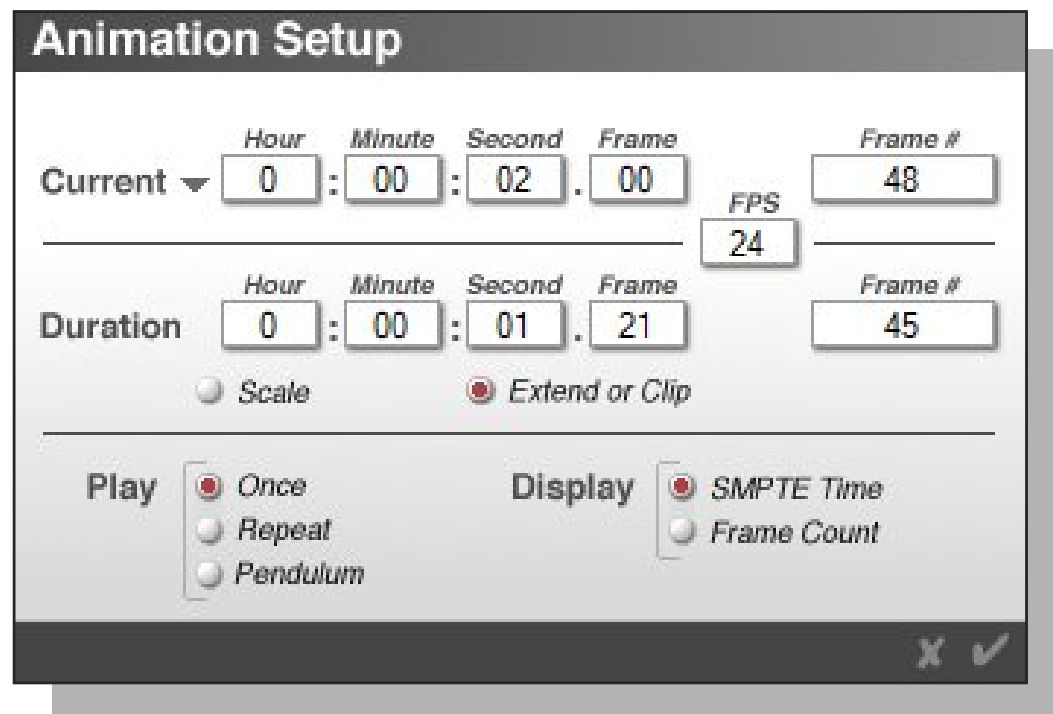 Animation Setup
Hour Minute Second Frame Frame #
Current 0 : 00 : 02 . 00 48
FPS
24
Hour Minute Second Frame Frame #
Duration 0 : 00 : 01 . 21 45
Scale Extend or Clip
Play Once Display SMPTE Time
Repeat Frame Count
Pendulum